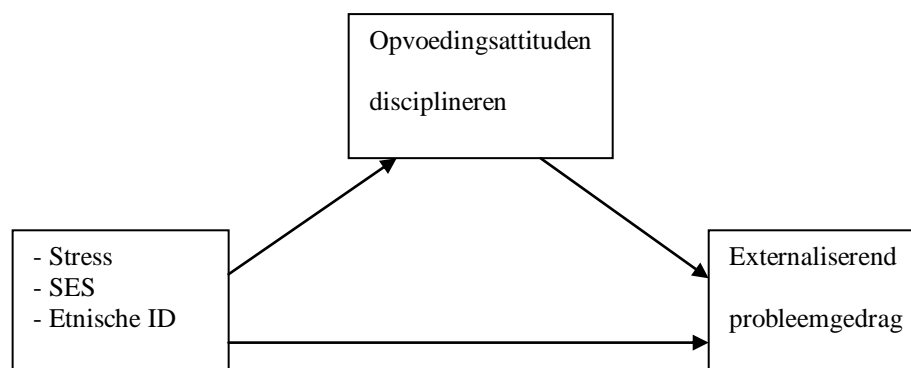 Opvoedingsattituden
disciplineren
- Stress
- SES
- Etnische ID
Externaliserend
probleemgedrag